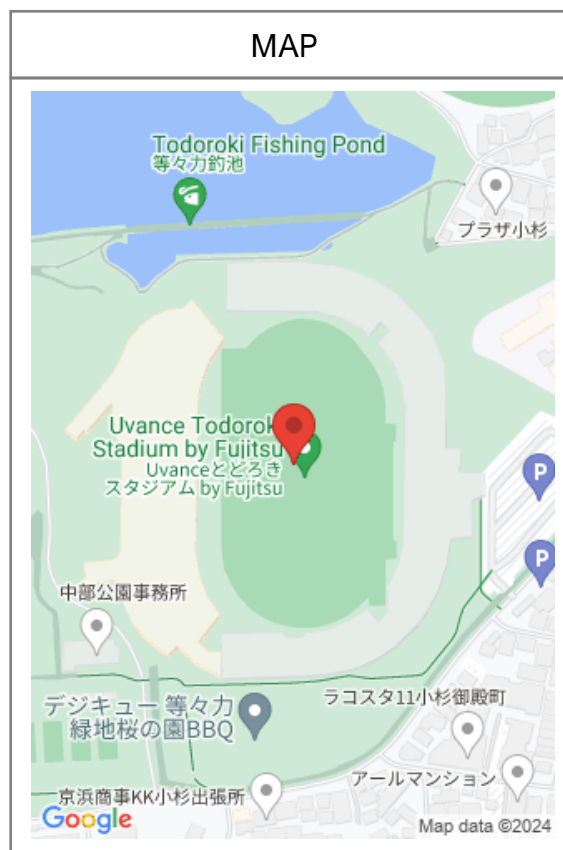 MAP
Todoroki Fishing Pond
等々力釣池
プラザ小杉
Uvance Todorok
Stadium by Fujitsu
Uvanceとどろき
スタジアム by Fujitsu
P
P
中部公園事務所
デジキュー 等々力
緑地桜の園BBQ
ラコスタ11小杉御殿町
アールマンション
京浜商事KK小杉出張所
Google
Map data ©2024